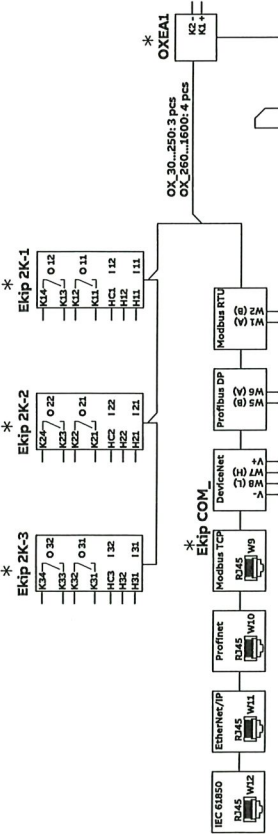 * OXEA1
K2 -
K1 +
OX_30...250: 3 pcs
OX_260...1600: 4 pcs
* Ekip 2K-1
K14
K13
K12
K11
HC1
H12
H11
O 12
O 11
I 12
I 11
* Ekip 2K-2
K24
K23
K22
K21
HC2
H22
H21
O 22
O 21
I 22
I 21
* Ekip 2K-3
K34
K33
K32
K31
HC3
H32
H31
O 32
O 31
I 32
I 31
* Ekip COM_
Modbus RTU
W2 (B)
W1 (A)
Profibus DP
W6 (A)
W5 (B)
DeviceNet
V+
W7 (H)
W8 (L)
V-
Modbus TCP
RJ45
W9
Profinet
RJ45
W10
EtherNet/IP
RJ45
W11
IEC 61850
RJ45
W12